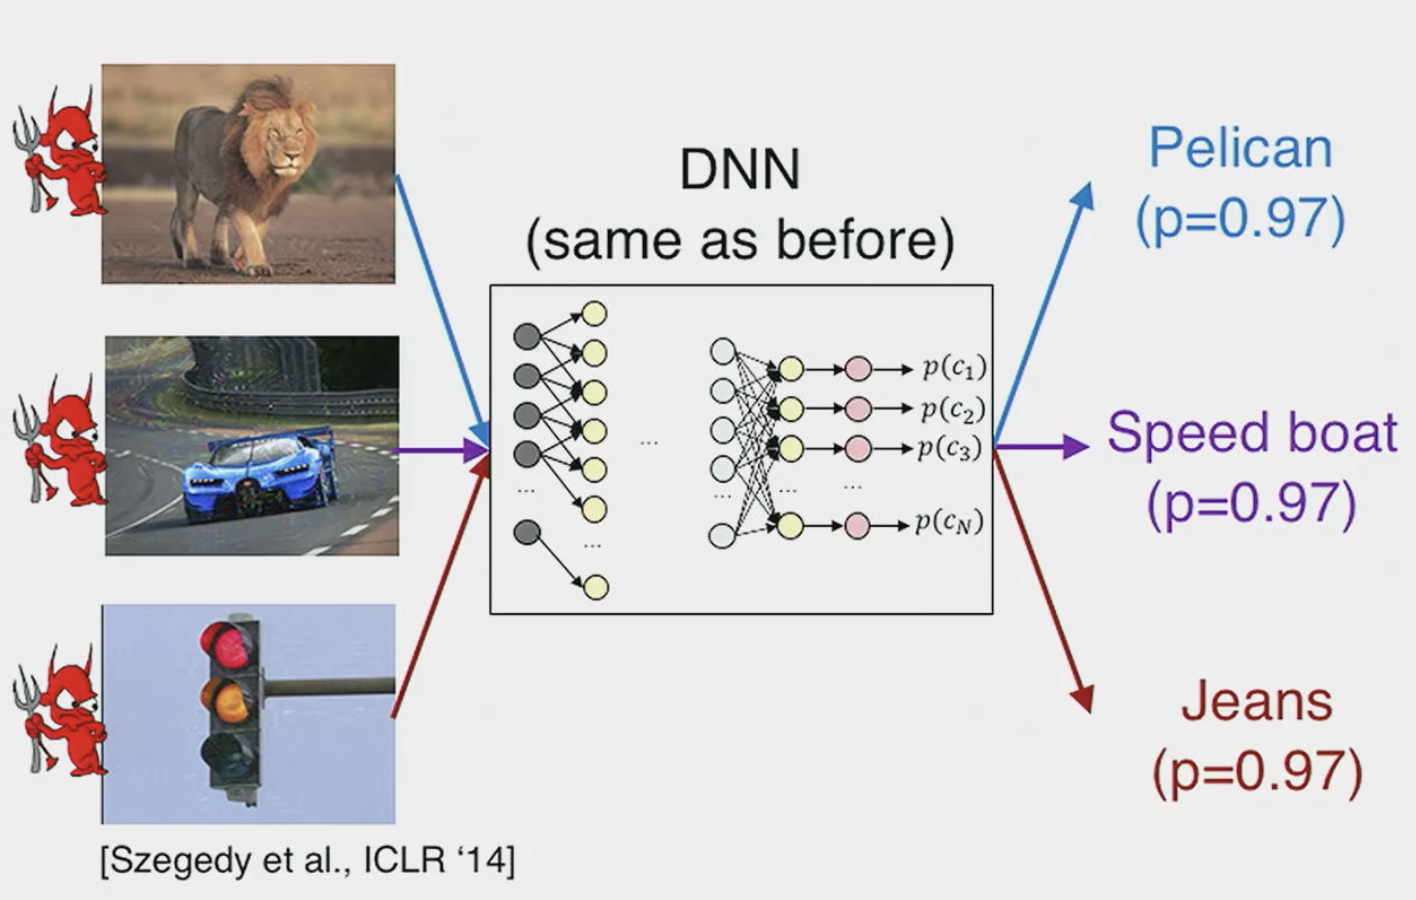 DNN
(same as before)
p(c₁)
p(c₂)
p(c₃)
p(c_N)
...
...
...
...
...
...
Pelican
(p=0.97)
Speed boat
(p=0.97)
Jeans
(p=0.97)
[Szegedy et al., ICLR ‘14]